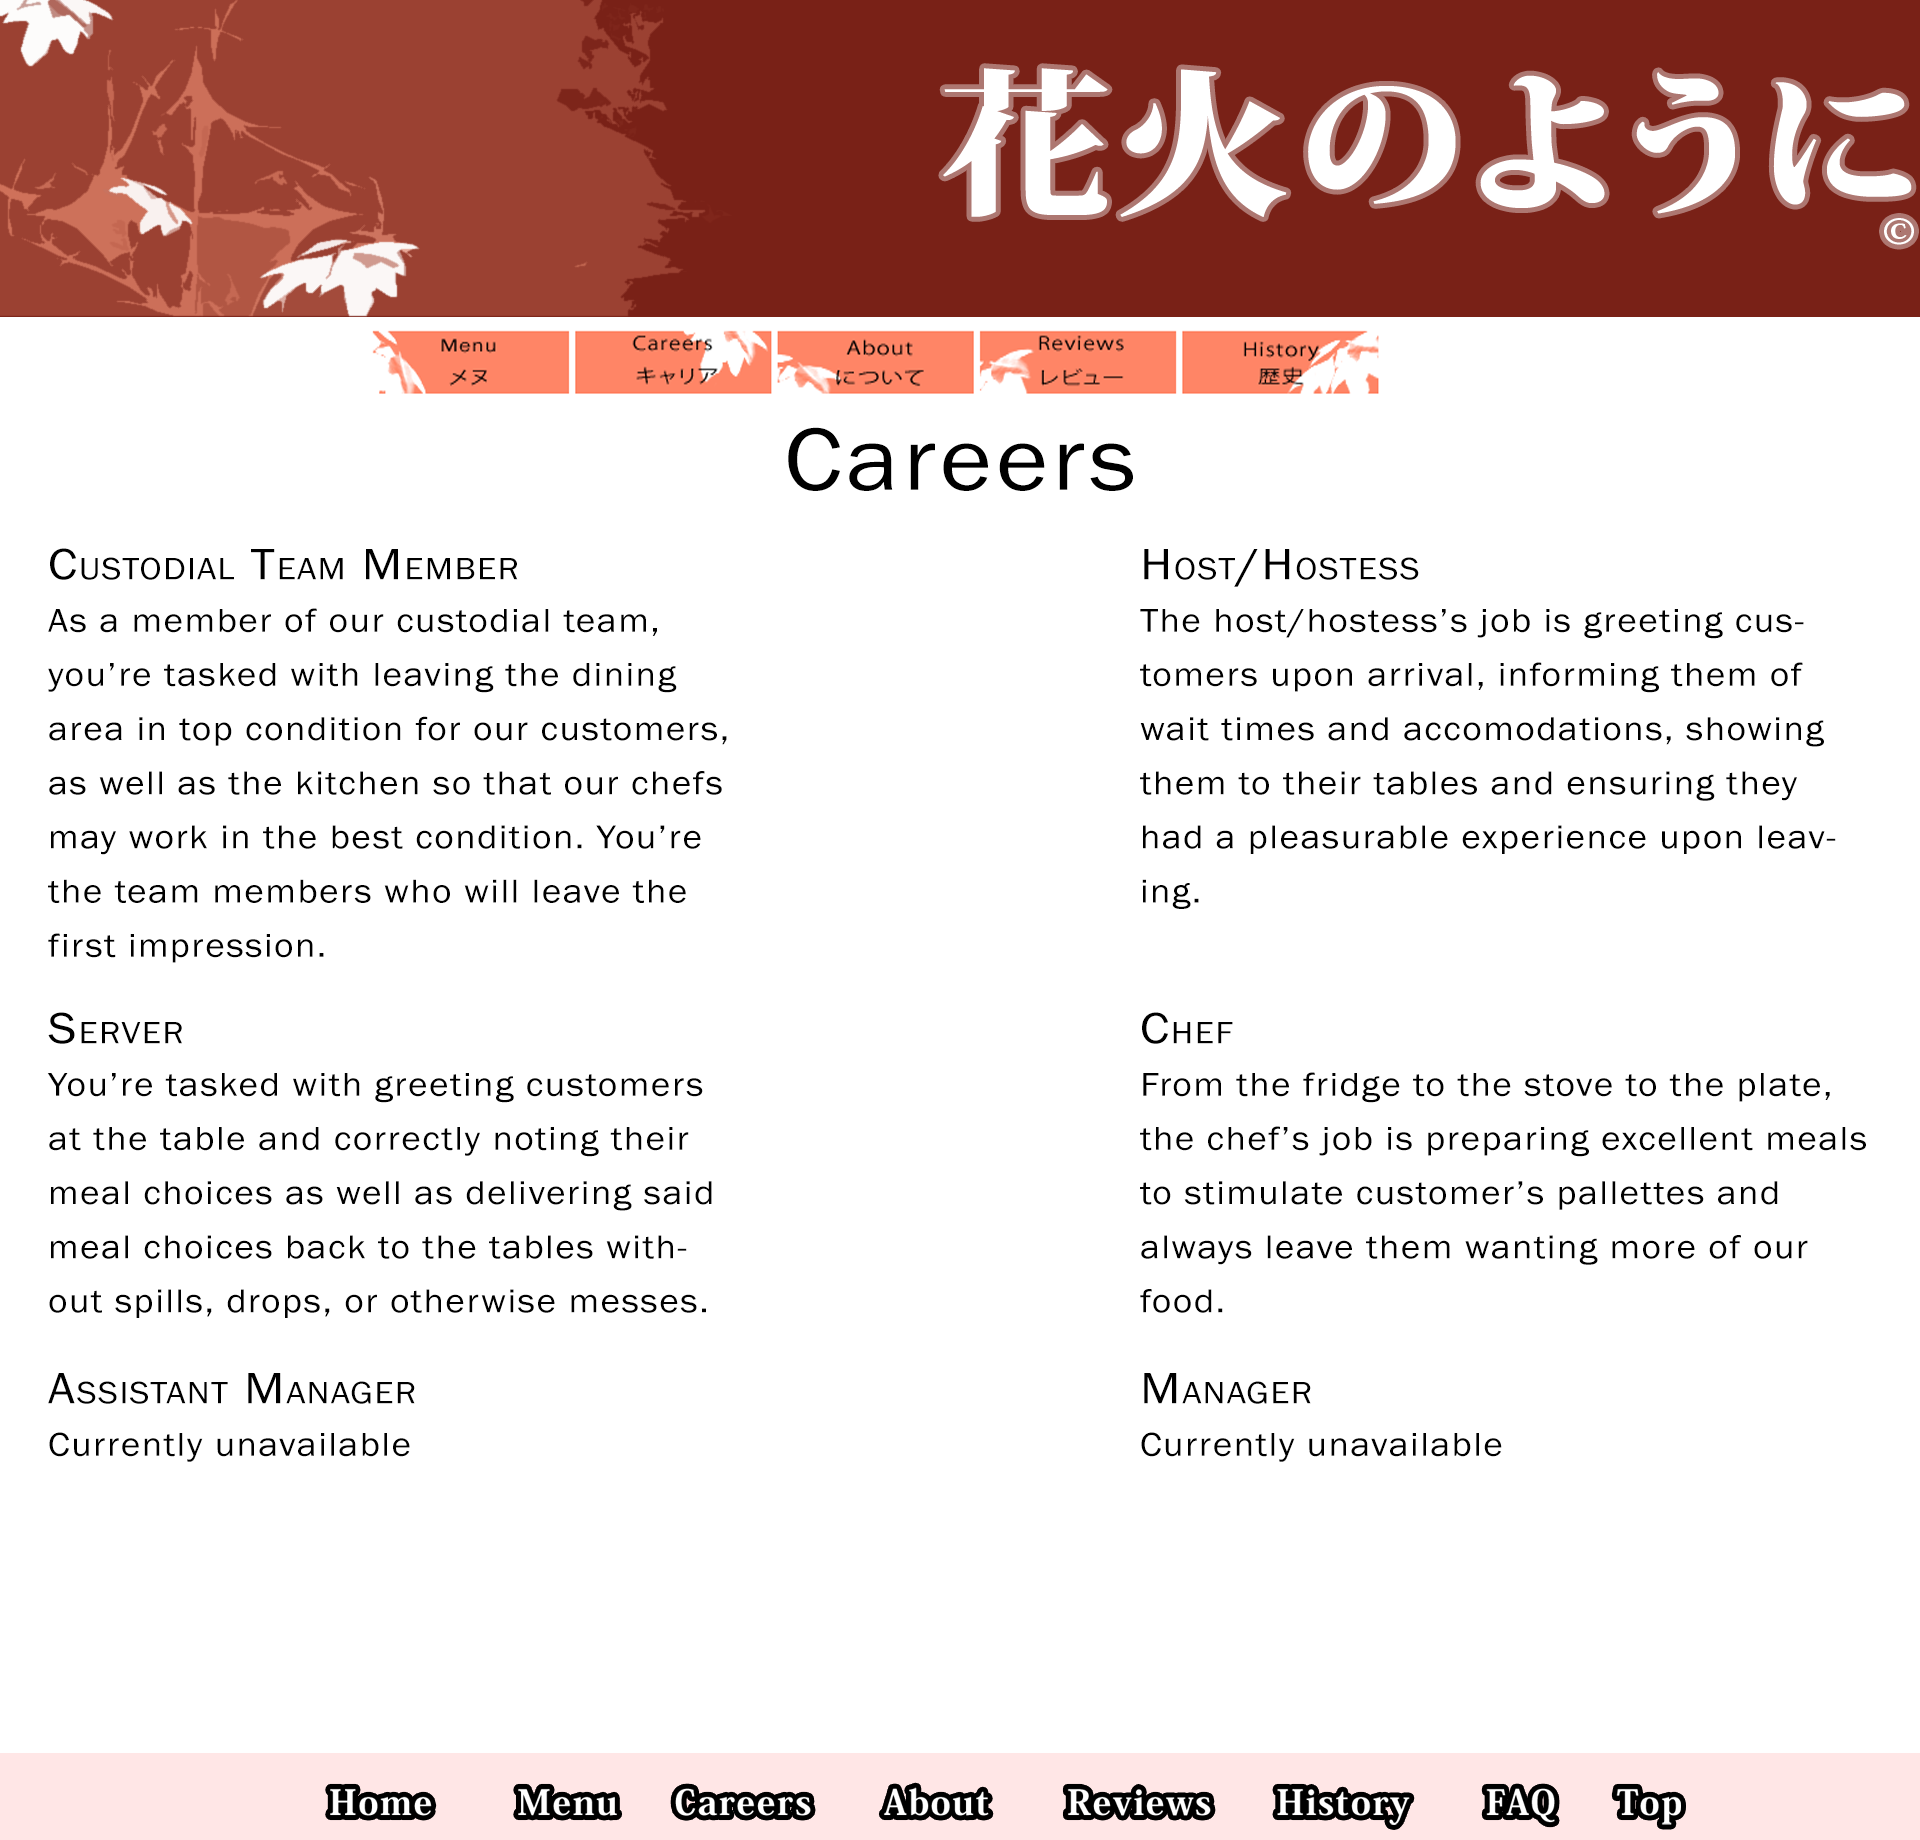 花火のように
©
Menu
メヌ
Careers
キャリア
About
について
Reviews
レビュー
History
歴史
Careers
Custodial Team Member
As a member of our custodial team,
you’re tasked with leaving the dining
area in top condition for our customers,
as well as the kitchen so that our chefs
may work in the best condition. You’re
the team members who will leave the
first impression.
Host/Hostess
The host/hostess’s job is greeting cus-
tomers upon arrival, informing them of
wait times and accomodations, showing
them to their tables and ensuring they
had a pleasurable experience upon leav-
ing.
Server
You’re tasked with greeting customers
at the table and correctly noting their
meal choices as well as delivering said
meal choices back to the tables with-
out spills, drops, or otherwise messes.
Chef
From the fridge to the stove to the plate,
the chef’s job is preparing excellent meals
to stimulate customer’s pallettes and
always leave them wanting more of our
food.
Assistant Manager
Currently unavailable
Manager
Currently unavailable
Home Menu Careers About Reviews History FAQ Top